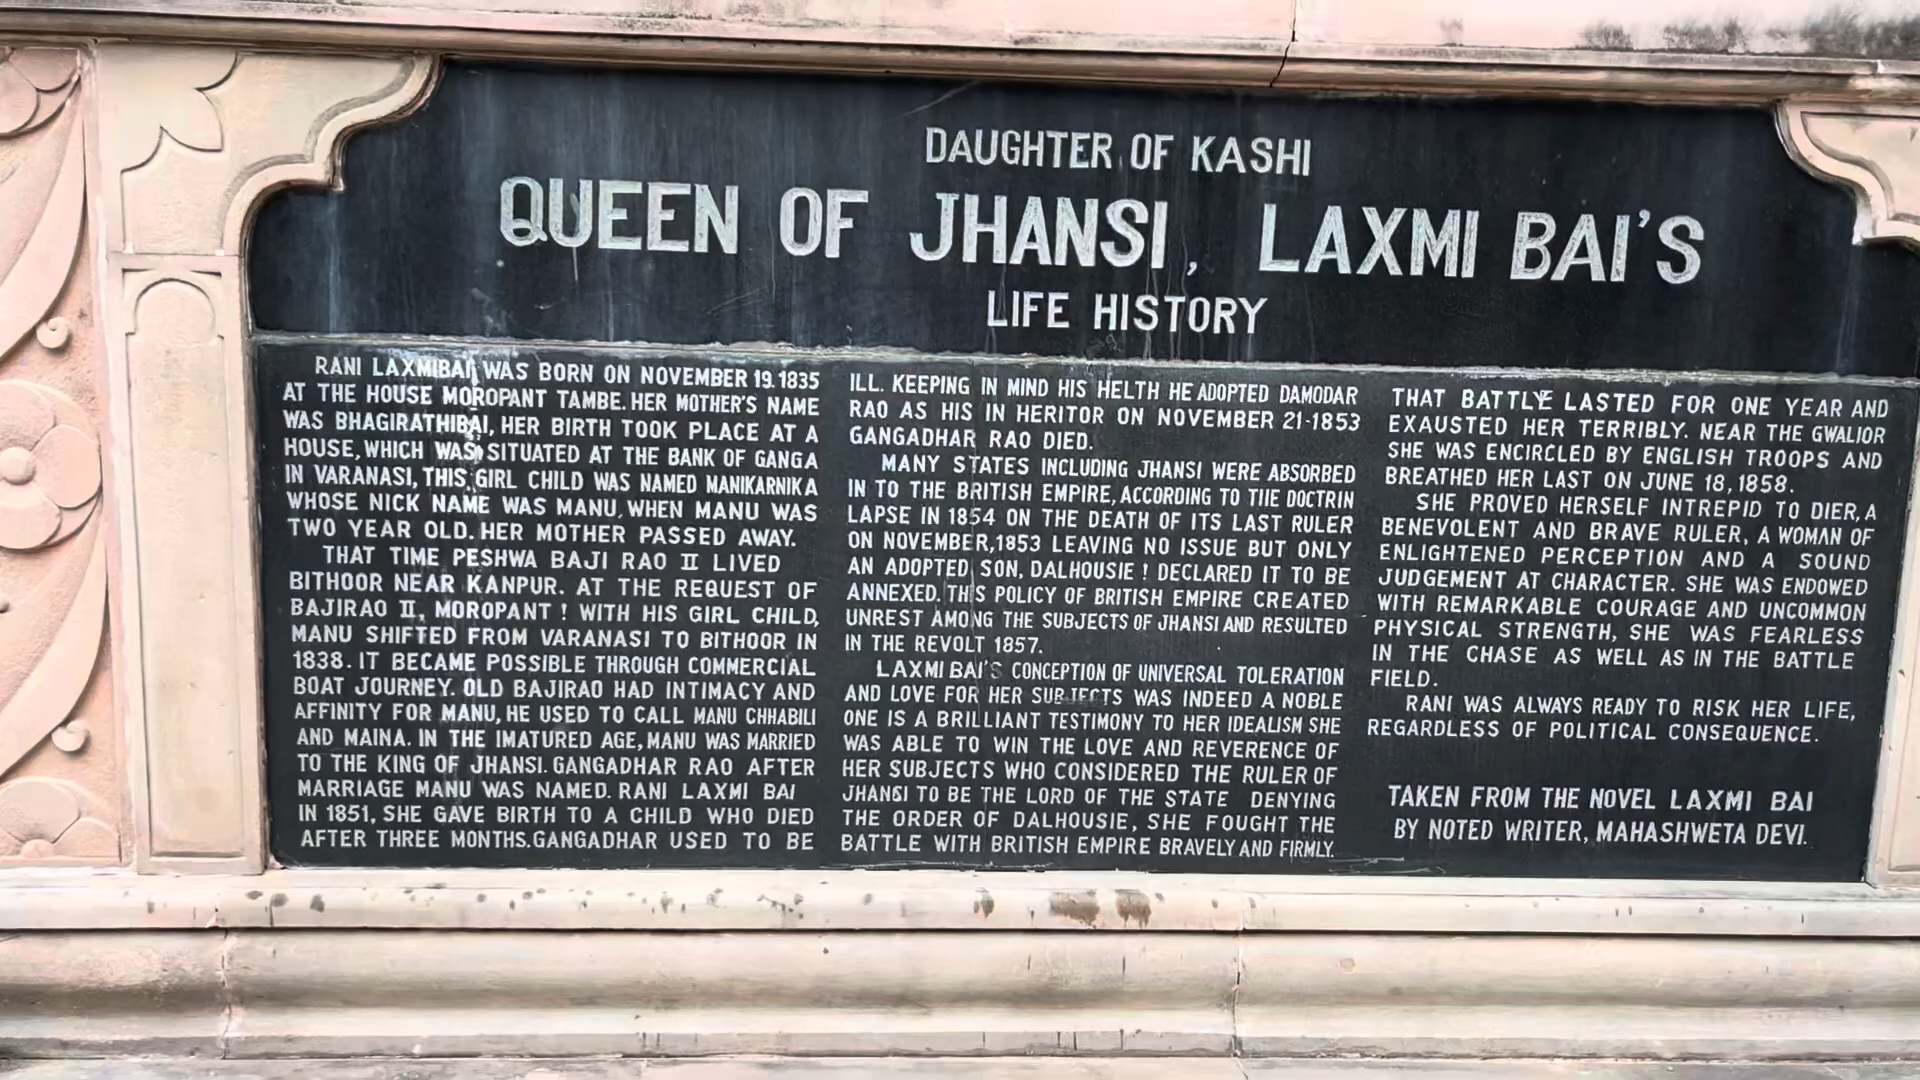 DAUGHTER OF KASHI
QUEEN OF JHANSI, LAXMI BAI'S
LIFE HISTORY
RANI LAXMIBAI WAS BORN ON NOVEMBER 19.1835
AT THE HOUSE MOROPANT TAMBE. HER MOTHER'S NAME
WAS BHAGIRATHIBAI, HER BIRTH TOOK PLACE AT A
HOUSE, WHICH WAS SITUATED AT THE BANK OF GANGA
IN VARANASI, THIS GIRL CHILD WAS NAMED MANIKARNIKA
WHOSE NICK NAME WAS MANU. WHEN MANU WAS
TWO YEAR OLD. HER MOTHER PASSED AWAY.
THAT TIME PESHWA BAJI RAO II LIVED
BITHOOR NEAR KANPUR. AT THE REQUEST OF
BAJIRAO II, MOROPANT ! WITH HIS GIRL CHILD,
MANU SHIFTED FROM VARANASI TO BITHOOR IN
1838. IT BECAME POSSIBLE THROUGH COMMERCIAL
BOAT JOURNEY. OLD BAJIRAO HAD INTIMACY AND
AFFINITY FOR MANU, HE USED TO CALL MANU CHHABILI
AND MAINA. IN THE IMATURED AGE, MANU WAS MARRIED
TO THE KING OF JHANSI. GANGADHAR RAO AFTER
MARRIAGE MANU WAS NAMED. RANI LAXMI BAI
IN 1851, SHE GAVE BIRTH TO A CHILD WHO DIED
AFTER THREE MONTHS. GANGADHAR USED TO BE
ILL. KEEPING IN MIND HIS HELTH HE ADOPTED DAMODAR
RAO AS HIS IN HERITOR ON NOVEMBER 21-1853
GANGADHAR RAO DIED.
MANY STATES INCLUDING JHANSI WERE ABSORBED
IN TO THE BRITISH EMPIRE, ACCORDING TO THE DOCTRIN
LAPSE IN 1854 ON THE DEATH OF ITS LAST RULER
ON NOVEMBER,1853 LEAVING NO ISSUE BUT ONLY
AN ADOPTED SON, DALHOUSIE ! DECLARED IT TO BE
ANNEXED. THIS POLICY OF BRITISH EMPIRE CREATED
UNREST AMONG THE SUBJECTS OF JHANSI AND RESULTED
IN THE REVOLT 1857.
LAXMI BAI'S CONCEPTION OF UNIVERSAL TOLERATION
AND LOVE FOR HER SUBJECTS WAS INDEED A NOBLE
ONE IS A BRILLIANT TESTIMONY TO HER IDEALISM SHE
WAS ABLE TO WIN THE LOVE AND REVERENCE OF
HER SUBJECTS WHO CONSIDERED THE RULER OF
JHANSI TO BE THE LORD OF THE STATE DENYING
THE ORDER OF DALHOUSIE, SHE FOUGHT THE
BATTLE WITH BRITISH EMPIRE BRAVELY AND FIRMLY.
THAT BATTLE LASTED FOR ONE YEAR AND
EXAUSTED HER TERRIBLY. NEAR THE GWALIOR
SHE WAS ENCIRCLED BY ENGLISH TROOPS AND
BREATHED HER LAST ON JUNE 18,1858.
SHE PROVED HERSELF INTREPID TO DIER, A
BENEVOLENT AND BRAVE RULER, A WOMAN OF
ENLIGHTENED PERCEPTION AND A SOUND
JUDGEMENT AT CHARACTER. SHE WAS ENDOWED
WITH REMARKABLE COURAGE AND UNCOMMON
PHYSICAL STRENGTH, SHE WAS FEARLESS
IN THE CHASE AS WELL AS IN THE BATTLE
FIELD.
RANI WAS ALWAYS READY TO RISK HER LIFE,
REGARDLESS OF POLITICAL CONSEQUENCE.
TAKEN FROM THE NOVEL LAXMI BAI
BY NOTED WRITER, MAHASHWETA DEVI.